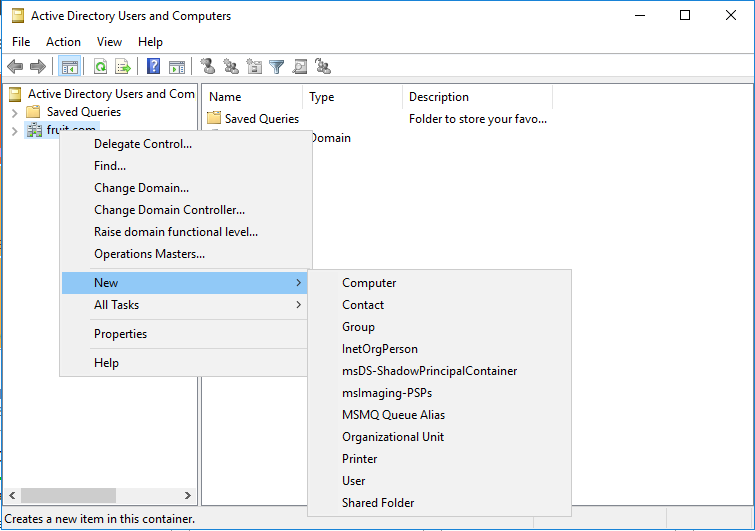 Active Directory Users and Computers
File Action View Help
Active Directory Users and Com
Saved Queries
fruit.com
Name Type Description
Saved Queries Folder to store your favo...
Domain
Delegate Control...
Find...
Change Domain...
Change Domain Controller...
Raise domain functional level...
Operations Masters...
New
All Tasks
Properties
Help
Computer
Contact
Group
InetOrgPerson
msDS-ShadowPrincipalContainer
msImaging-PSPs
MSMQ Queue Alias
Organizational Unit
Printer
User
Shared Folder
Creates a new item in this container.